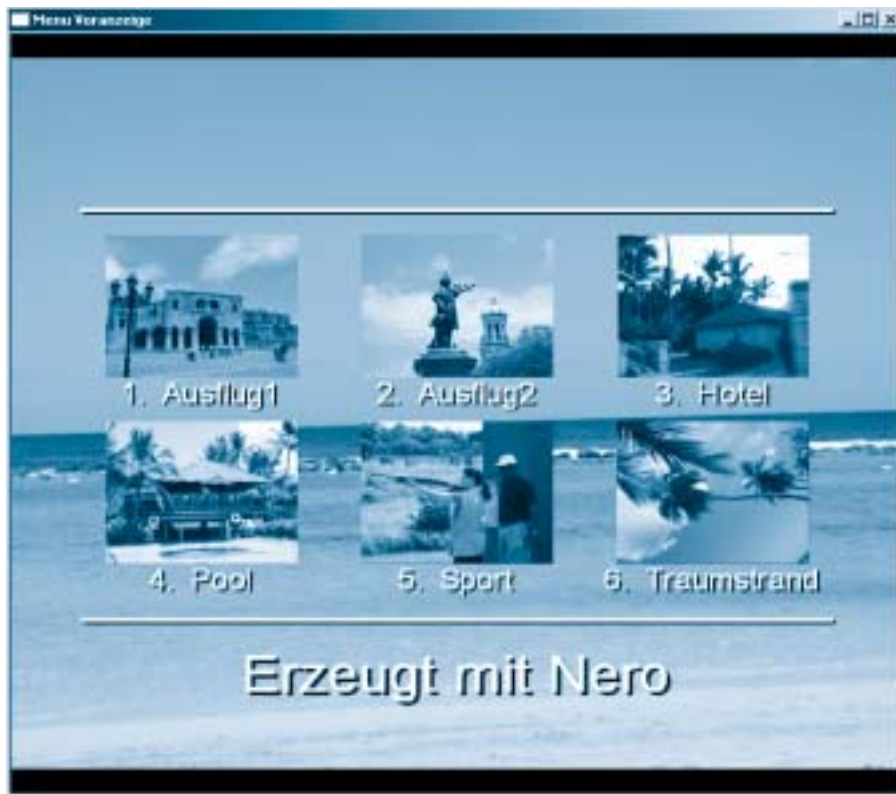 Menu Voranzeige
1. Ausflug1
2. Ausflug2
3. Hotel
4. Pool
5. Sport
6. Traumstrand
Erzeugt mit Nero